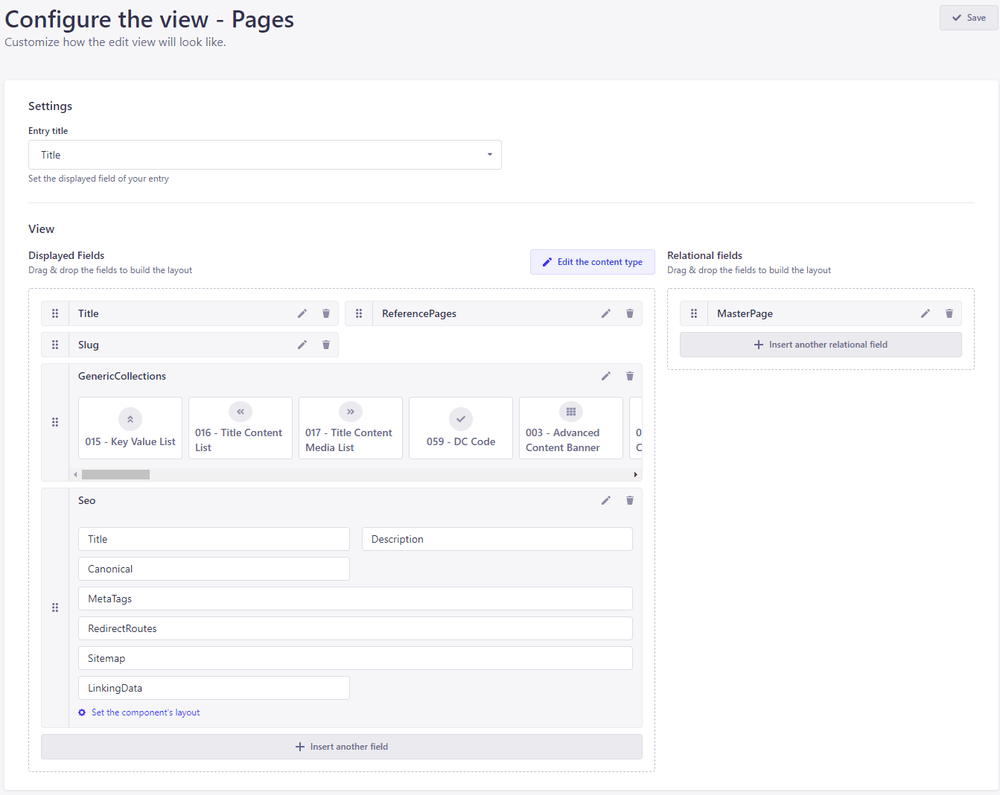 Configure the view - Pages
Save
Customize how the edit view will look like.
Settings
Entry title
Title
Set the displayed field of your entry
View
Displayed Fields
Drag & drop the fields to build the layout
Edit the content type
Relational fields
Drag & drop the fields to build the layout
Title
ReferencePages
MasterPage
Slug
Insert another relational field
GenericCollections
015 - Key Value List
016 - Title Content
List
017 - Title Content
Media List
059 - DC Code
003 - Advanced
Content Banner
Seo
Title
Description
Canonical
MetaTags
RedirectRoutes
Sitemap
LinkingData
Set the component's layout
Insert another field